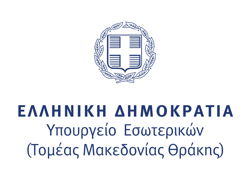 ΕΛΛΗΝΙΚΗ ΔΗΜΟΚΡΑΤΙΑ
Υπουργείο Εσωτερικών
(Τομέας Μακεδονίας Θράκης)